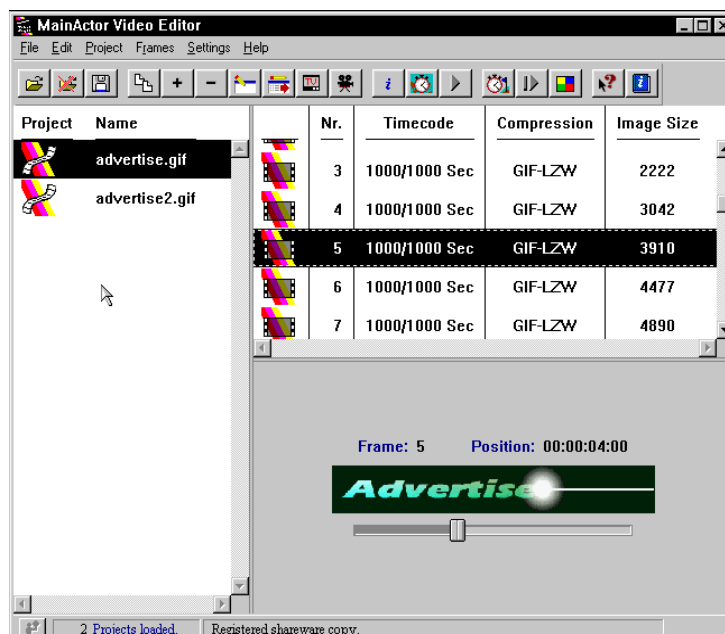 MainActor Video Editor
File Edit Project Frames Settings Help
Project Name
advertise.gif
advertise2.gif
Nr. Timecode Compression Image Size
3 1000/1000 Sec GIF-LZW 2222
4 1000/1000 Sec GIF-LZW 3042
5 1000/1000 Sec GIF-LZW 3910
6 1000/1000 Sec GIF-LZW 4477
7 1000/1000 Sec GIF-LZW 4890
Frame: 5 Position: 00:00:04:00
Advertise
2 Projects loaded. Registered shareware copy.